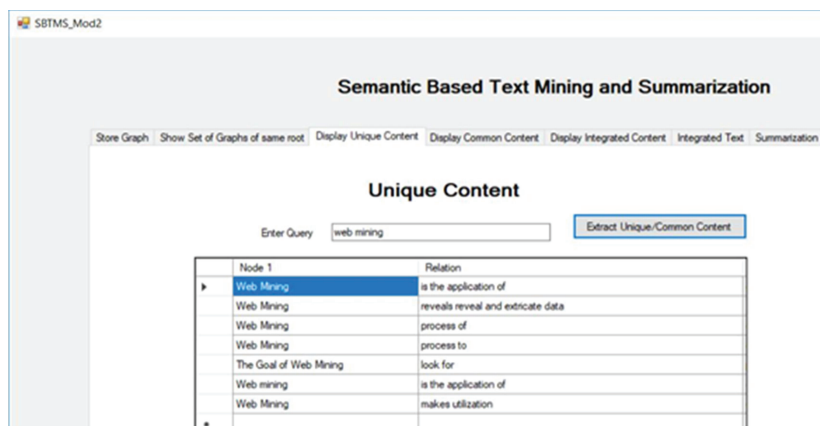 SBTMS_Mod2
Semantic Based Text Mining and Summarization
Store Graph Show Set of Graphs of same root Display Unique Content Display Common Content Display Integrated Content Integrated Text Summarization
Unique Content
Enter Query web mining Extract Unique/Common Content
Node 1 Relation
Web Mining is the application of
Web Mining reveals reveal and extricate data
Web Mining process of
Web Mining process to
The Goal of Web Mining look for
Web mining is the application of
Web Mining makes utilization